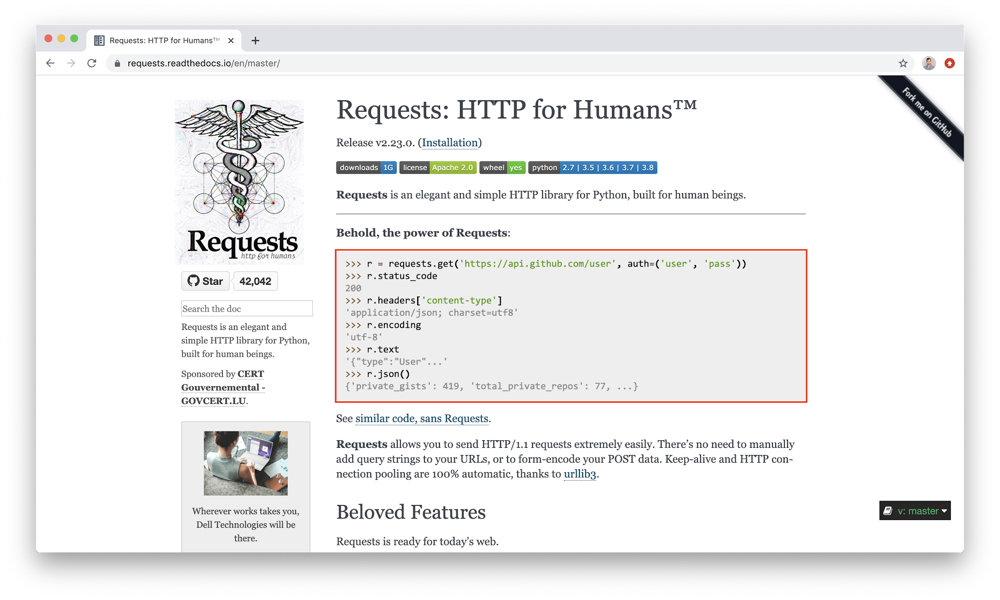 Requests: HTTP for Humans™
requests.readthedocs.io/en/master/
Fork me on GitHub
Requests
http for humans
Star 42,042
Search the doc
Requests is an elegant and
simple HTTP library for Python,
built for human beings.
Sponsored by CERT
Gouvernemental -
GOVCERT.LU.
Wherever works takes you,
Dell Technologies will be
there.
Requests: HTTP for Humans™
Release v2.23.0. (Installation)
downloads 1G license Apache 2.0 wheel yes python 2.7 | 3.5 | 3.6 | 3.7 | 3.8
Requests is an elegant and simple HTTP library for Python, built for human beings.
Behold, the power of Requests:
>>> r = requests.get('https://api.github.com/user', auth=('user', 'pass'))
>>> r.status_code
200
>>> r.headers['content-type']
'application/json; charset=utf8'
>>> r.encoding
'utf-8'
>>> r.text
'{"type":"User"...'
>>> r.json()
{'private_gists': 419, 'total_private_repos': 77, ...}
See similar code, sans Requests.
Requests allows you to send HTTP/1.1 requests extremely easily. There’s no need to manually
add query strings to your URLs, or to form-encode your POST data. Keep-alive and HTTP con-
nection pooling are 100% automatic, thanks to urllib3.
Beloved Features
Requests is ready for today’s web.
v: master